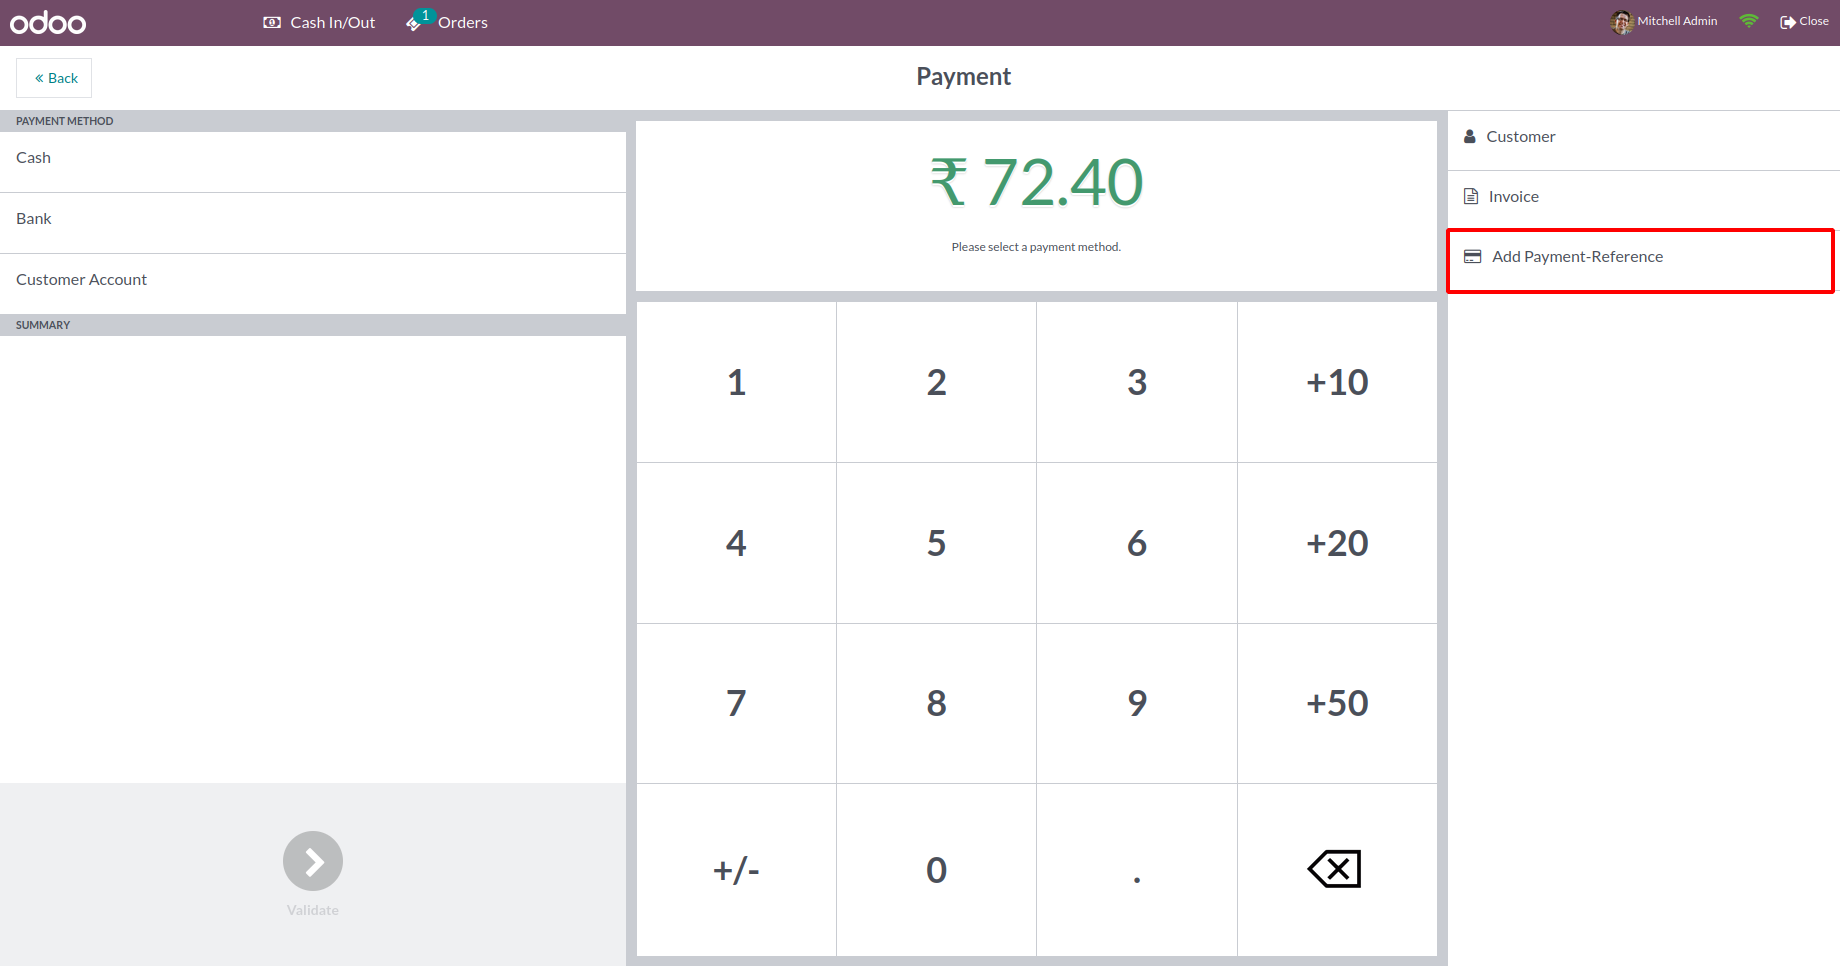 odoo
Cash In/Out
1
Orders
Mitchell Admin
Close
« Back
Payment
PAYMENT METHOD
Cash
Bank
Customer Account
SUMMARY
Validate
₹ 72.40
Please select a payment method.
1 2 3 +10
4 5 6 +20
7 8 9 +50
+/- 0 .
Customer
Invoice
Add Payment-Reference